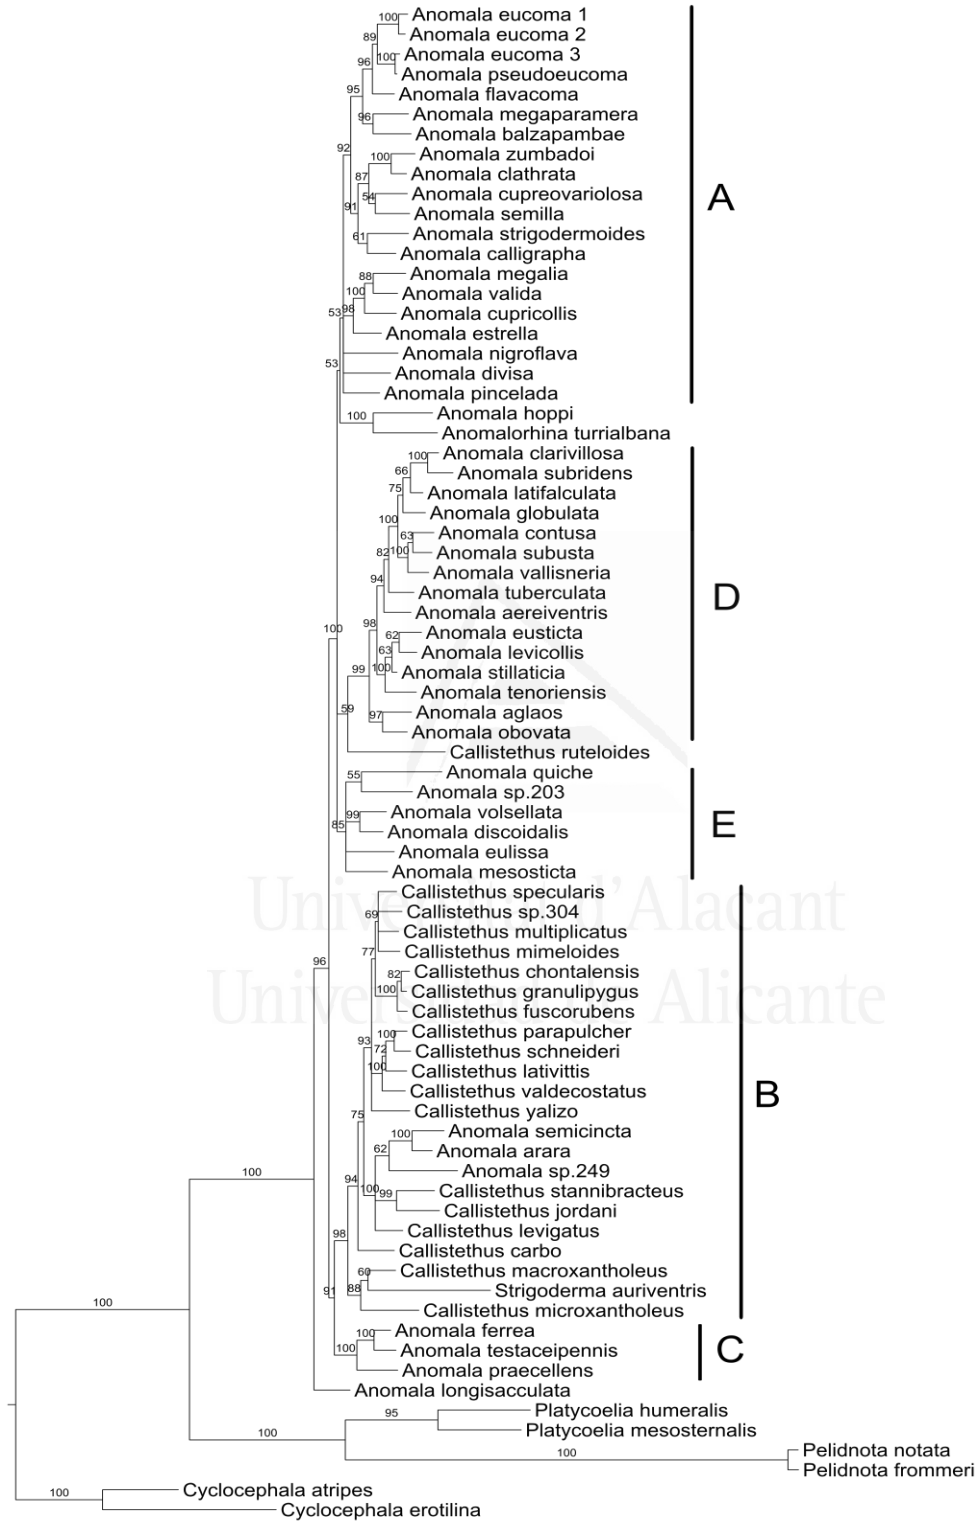 100 Anomala eucoma 1
Anomala eucoma 2
89
100 Anomala eucoma 3
Anomala pseudoeucoma
96
Anomala flavacoma
95
Anomala megaparamera
96
Anomala balzapambae
92
100 Anomala zumbadoi
Anomala clathrata
87
Anomala cupreovariolosa
54
Anomala semilla
91
A
Anomala strigodermoides
61
Anomala calligrapha
88 Anomala megalia
Anomala valida
100
Anomala cupricollis
98
53
Anomala estrella
Anomala nigroflava
53
Anomala divisa
Anomala pincelada
100 Anomala hoppi
Anomalorhina turrialbana
100 Anomala clarivillosa
Anomala subridens
66
Anomala latifalculata
75
Anomala globulata
100
63 Anomala contusa
Anomala subusta
100
82
Anomala vallisneria
94
Anomala tuberculata
D
Anomala aereiventris
98
62 Anomala eusticta
Anomala levicollis
63
Anomala stillaticia
100
99
Anomala tenoriensis
97 Anomala aglaos
59
Anomala obovata
100
Callistethus ruteloides
55 Anomala quiche
Anomala sp.203
99 Anomala volsellata
85
E
Anomala discoidalis
Anomala eulissa
Anomala mesosticta
Callistethus specularis
69
Callistethus sp.304
Universitat d'Alacant
Callistethus multiplicatus
77
Callistethus mimeloides
96
82 Callistethus chontalensis
Callistethus granulipygus
100
Universidad de Alicante
Callistethus fuscorubens
93
100 Callistethus parapulcher
72
Callistethus schneideri
100
Callistethus lativittis
Callistethus valdecostatus
B
75
Callistethus yalizo
100 Anomala semicincta
62
Anomala arara
Anomala sp.249
94
100
99 Callistethus stannibracteus
Callistethus jordani
Callistethus levigatus
98
Callistethus carbo
60 Callistethus macroxantholeus
88
Strigoderma auriventris
91
Callistethus microxantholeus
100 Anomala ferrea
100
Anomala testaceipennis
C
Anomala praecellens
100
Anomala longisacculata
100
95 Platycoelia humeralis
Platycoelia mesosternalis
100
100 Pelidnota notata
Pelidnota frommeri
100 Cyclocephala atripes
Cyclocephala erotilina